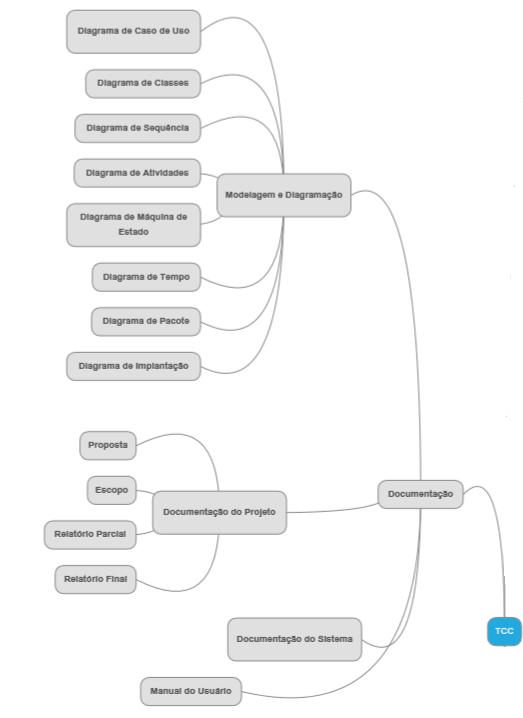 Diagrama de Caso de Uso
Diagrama de Classes
Diagrama de Sequência
Diagrama de Atividades
Modelagem e Diagramação
Diagrama de Máquina de
Estado
Diagrama de Tempo
Diagrama de Pacote
Diagrama de Implantação
Proposta
Escopo
Documentação
Documentação do Projeto
Relatório Parcial
Relatório Final
TCC
Documentação do Sistema
Manual do Usuário